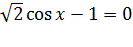 √2 cos x − 1 = 0